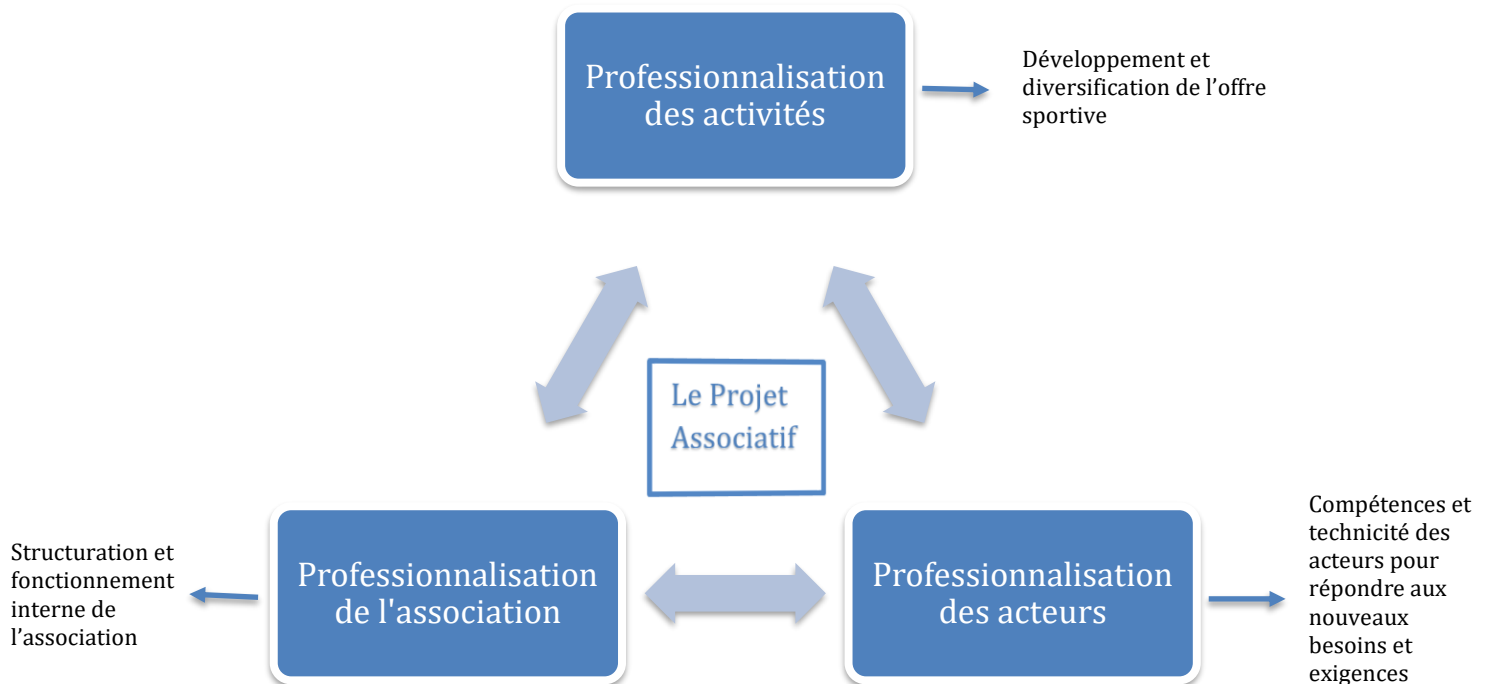 Professionnalisation
des activités
Développement et
diversification de l’offre
sportive
Le Projet
Associatif
Structuration et
fonctionnement
interne de
l’association
Professionnalisation
de l'association
Professionnalisation
des acteurs
Compétences et
technicité des
acteurs pour
répondre aux
nouveaux
besoins et
exigences